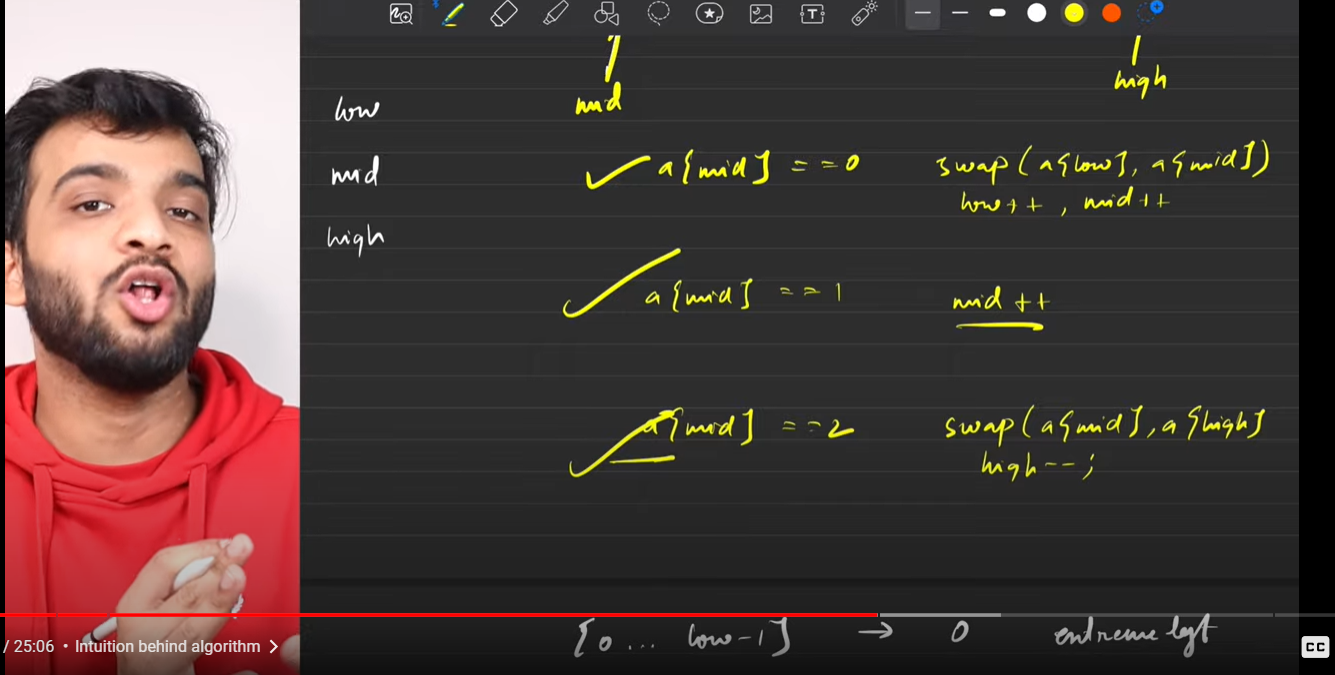 mid
high
low
mid
high
a[mid] == 0 swap(a[low], a[mid])
low++, mid++
a[mid] == 1 mid++
a[mid] == 2 swap(a[mid], a[high]
high--;
[0... low-1] → 0 extreme left
/ 25:06 • Intuition behind algorithm >
CC